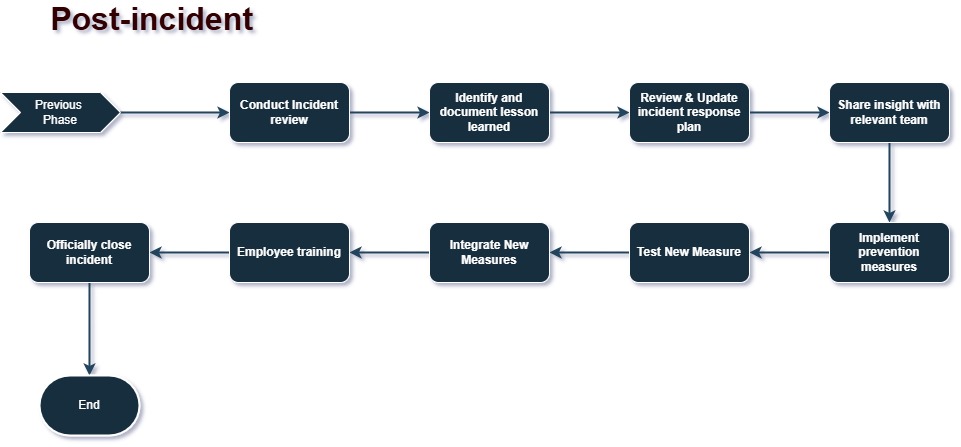 Post-incident
Previous
Phase
Conduct Incident
review
Identify and
document lesson
learned
Review & Update
incident response
plan
Share insight with
relevant team
Officially close
incident
Employee training
Integrate New
Measures
Test New Measure
Implement
prevention
measures
End